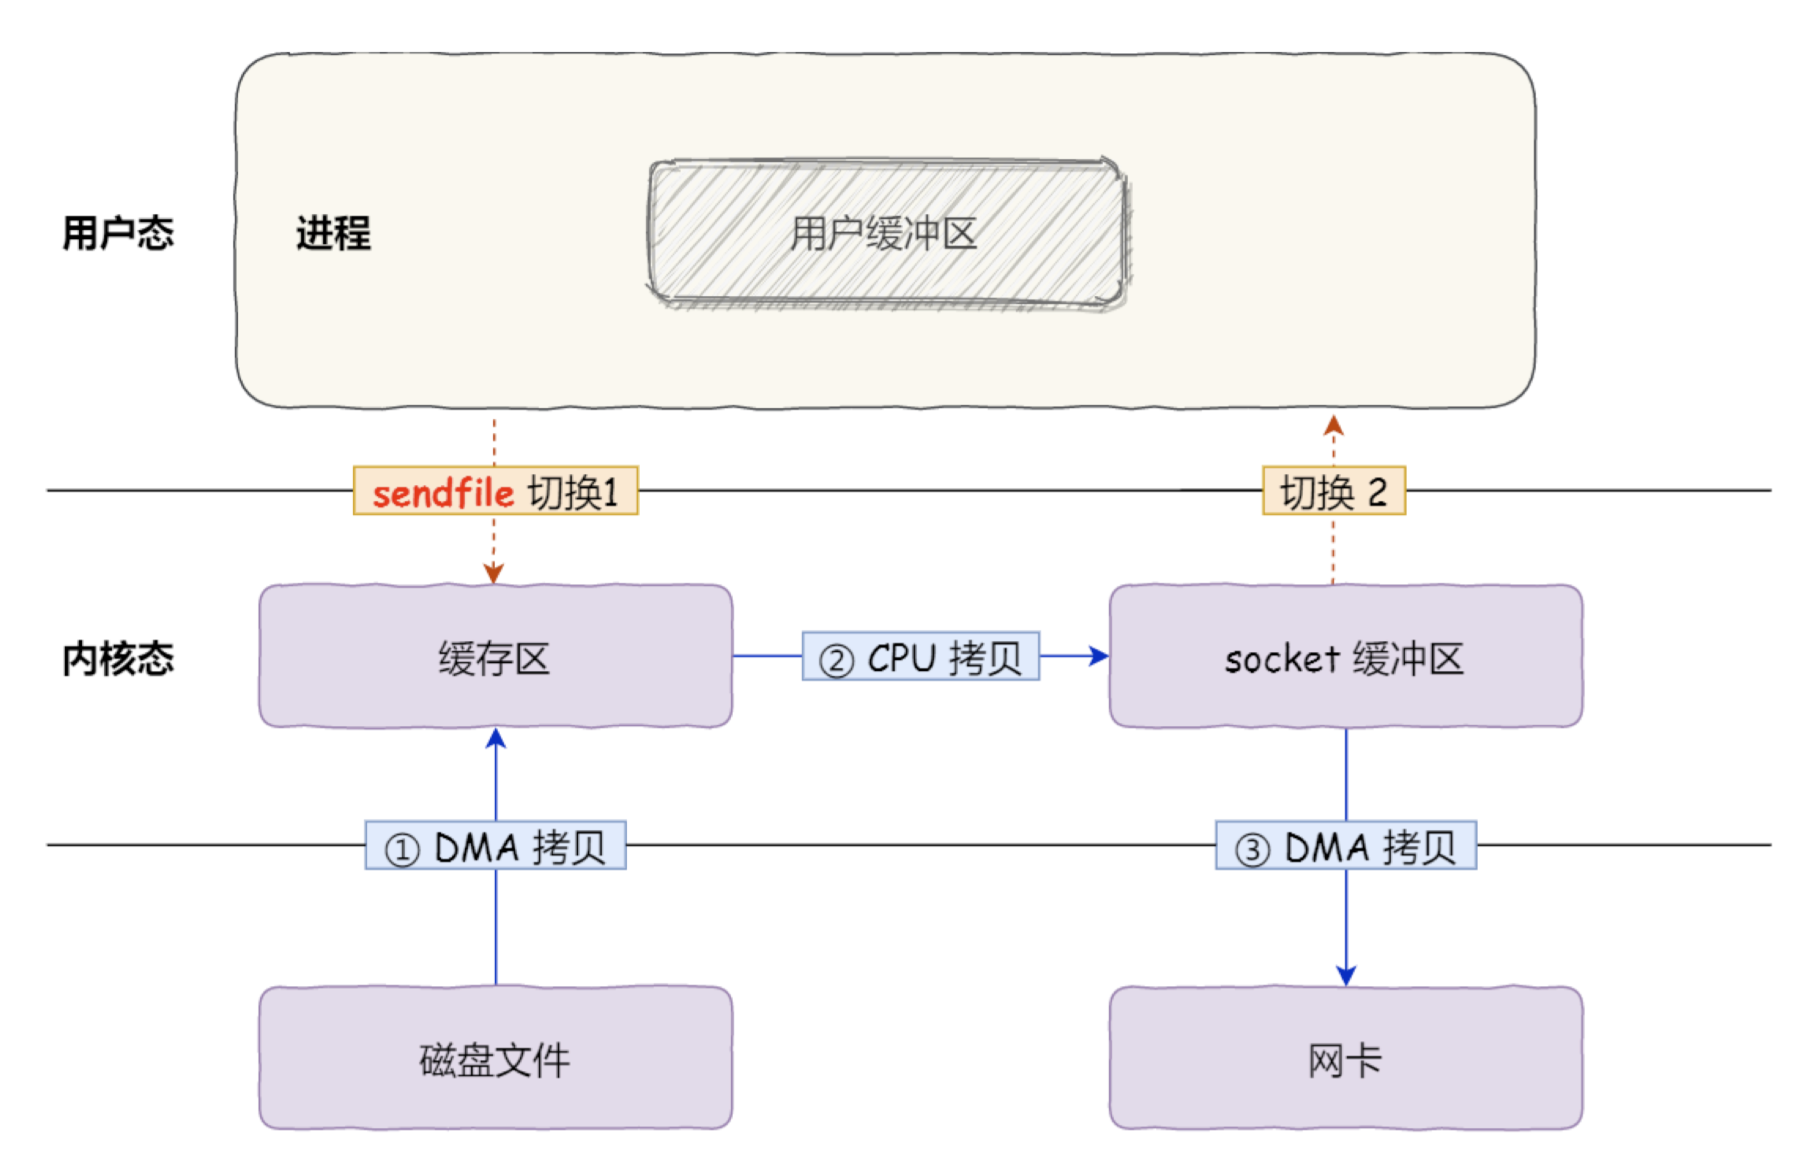 用户态
进程
用户缓冲区
sendfile 切换1
切换 2
内核态
缓存区
② CPU 拷贝
socket 缓冲区
① DMA 拷贝
③ DMA 拷贝
磁盘文件
网卡